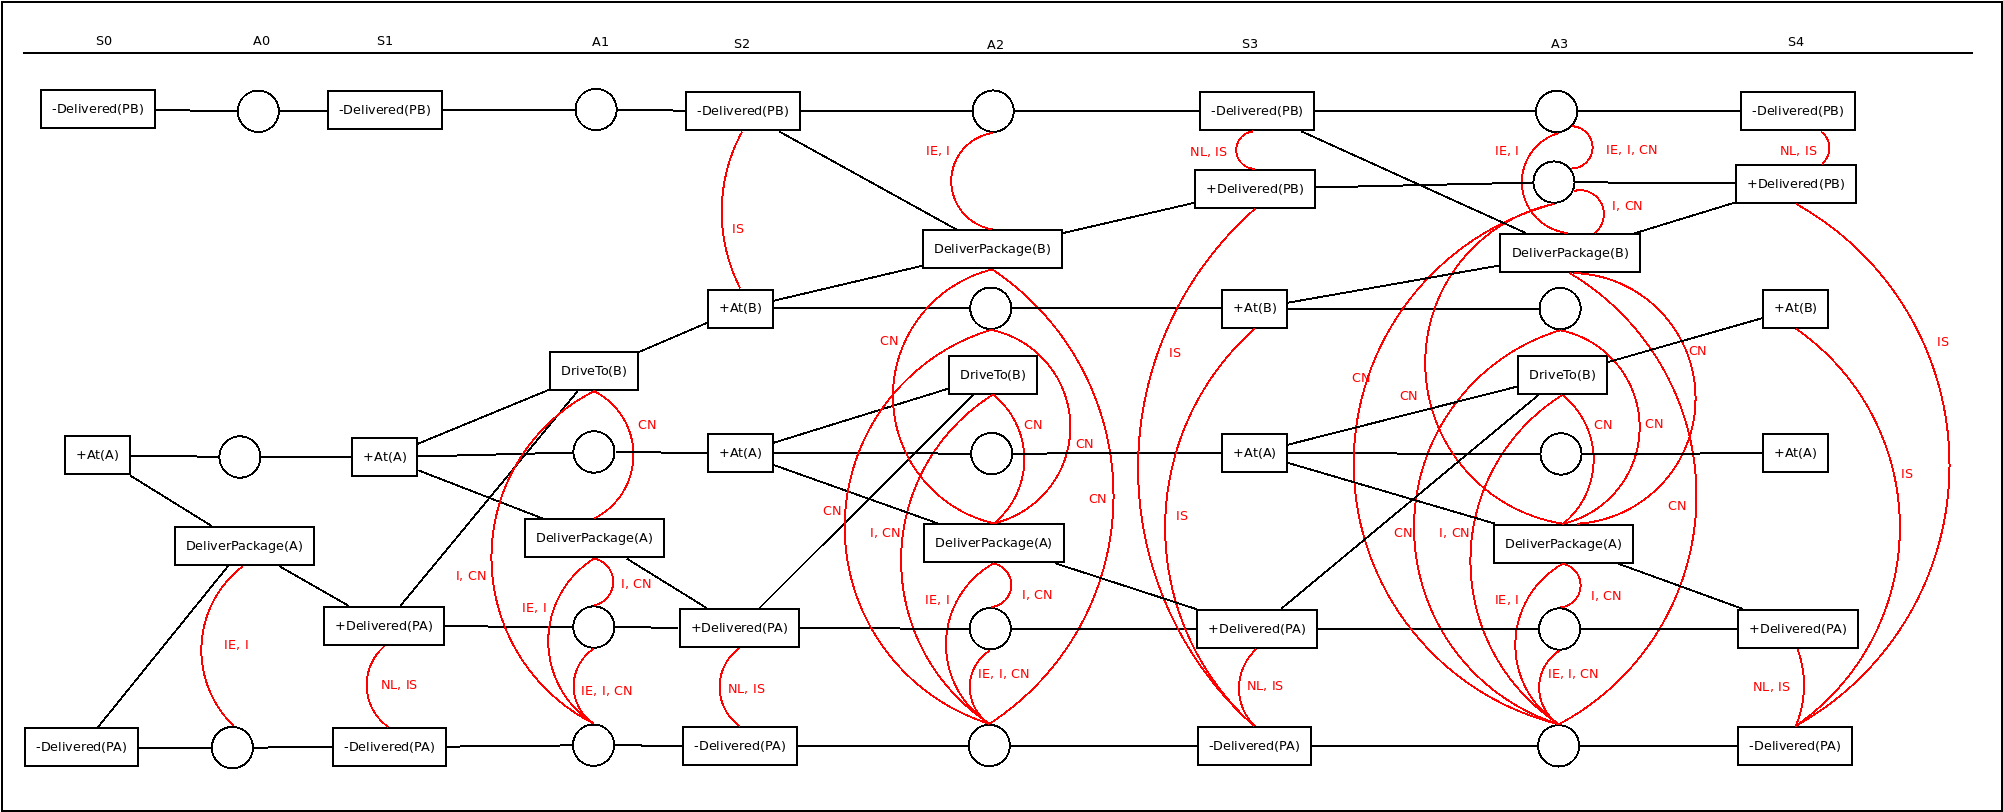 S0 A0 S1 A1 S2 A2 S3 A3 S4
-Delivered(PB) -Delivered(PB) -Delivered(PB) -Delivered(PB) -Delivered(PB)
IE, I NL, IS IE, I IE, I, CN NL, IS
+Delivered(PB) +Delivered(PB)
I, CN
IS
DeliverPackage(B) DeliverPackage(B)
+At(B) +At(B) +At(B)
CN IS CN IS
DriveTo(B) DriveTo(B) DriveTo(B)
CN CN
CN CN CN CN
CN
+At(A) +At(A) +At(A) +At(A) +At(A)
IS
CN CN
CN IS
I, CN CN I, CN
DeliverPackage(A) DeliverPackage(A) DeliverPackage(A) DeliverPackage(A)
I, CN I, CN
IE, I IE, I I, CN IE, I I, CN
+Delivered(PA) +Delivered(PA) +Delivered(PA) +Delivered(PA)
IE, I
NL, IS IE, I, CN NL, IS IE, I, CN NL, IS IE, I, CN NL, IS
-Delivered(PA) -Delivered(PA) -Delivered(PA) -Delivered(PA) -Delivered(PA)